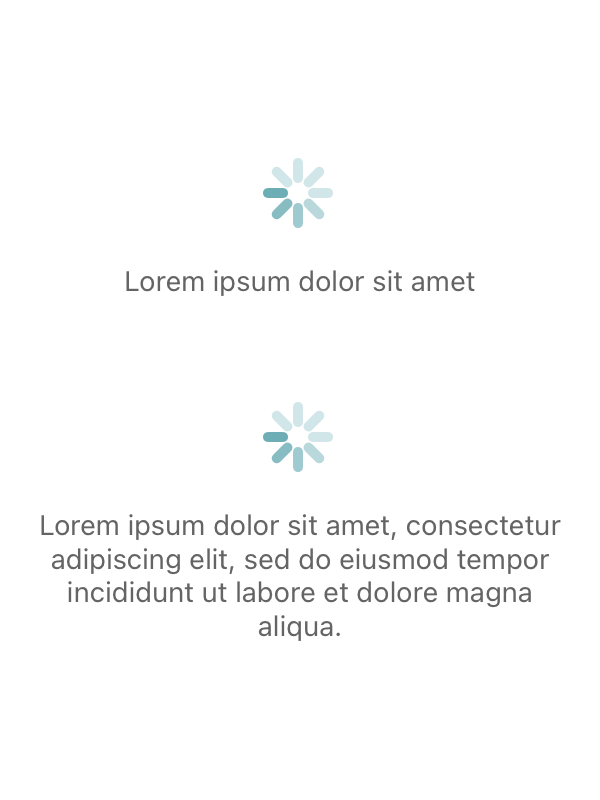 Lorem ipsum dolor sit amet
Lorem ipsum dolor sit amet, consectetur
adipiscing elit, sed do eiusmod tempor
incididunt ut labore et dolore magna
aliqua.